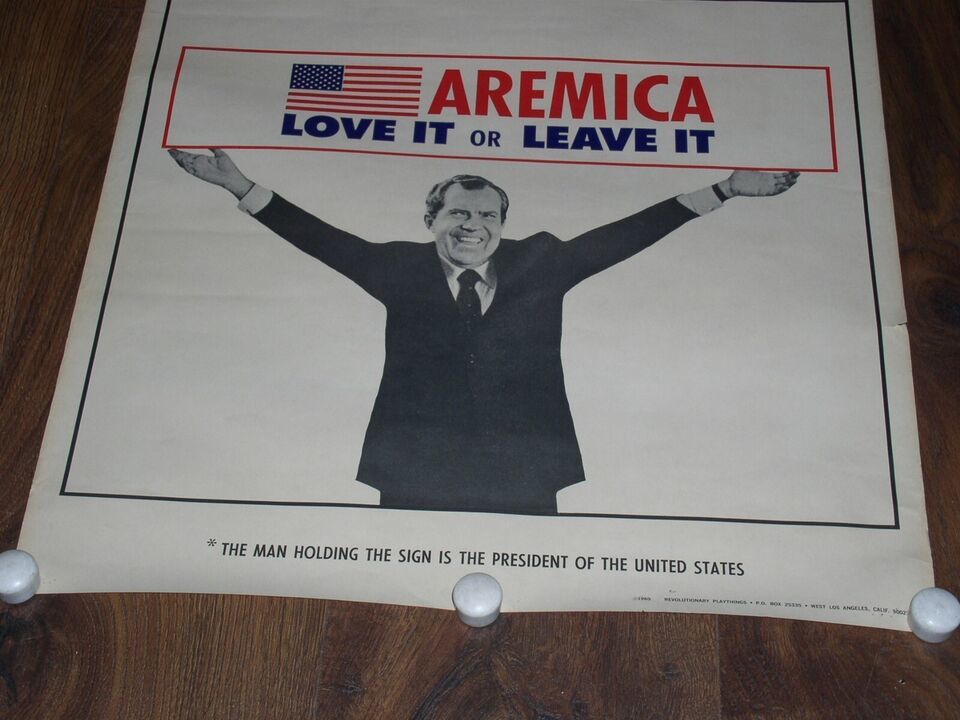 AREMICA
LOVE IT OR LEAVE IT
* THE MAN HOLDING THE SIGN IS THE PRESIDENT OF THE UNITED STATES
REVOLUTIONARY PLAYTHINGS • P.O. BOX 25335 • WEST LOS ANGELES, CALIF.